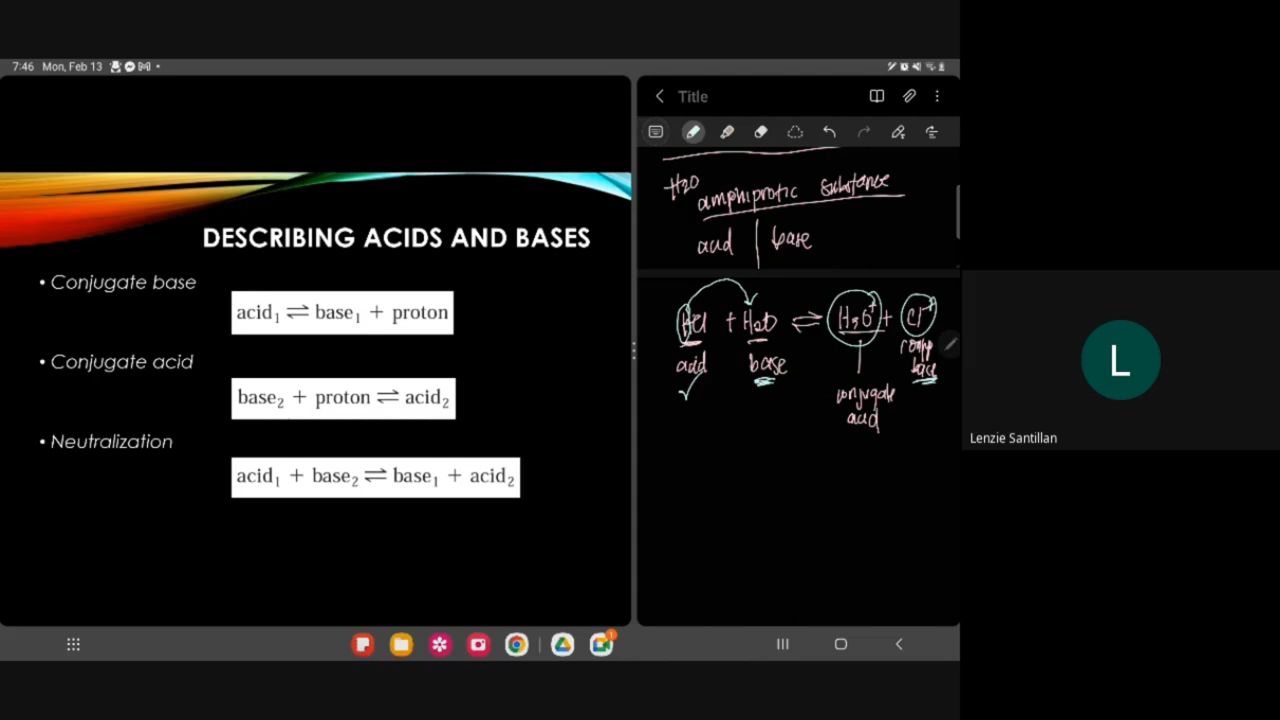 7:46 Mon, Feb 13
DESCRIBING ACIDS AND BASES
• Conjugate base
acid₁ ⇌ base₁ + proton
• Conjugate acid
base₂ + proton ⇌ acid₂
• Neutralization
acid₁ + base₂ ⇌ base₁ + acid₂
Title
H2O amphiprotic substance
acid | base
HCl + H2O ⇌ H3O⁺ + Cl
acid base
base
conjugate
acid
L
Lenzie Santillan
1